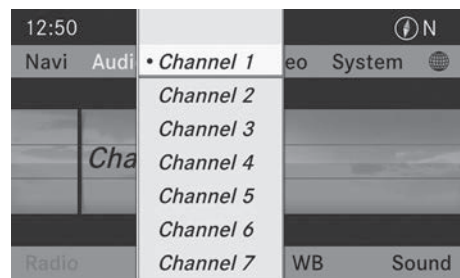 12:50 N
Navi Audi • Channel 1 eo System
Channel 2
Channel 3
Cha Channel 4
Channel 5
Channel 6
Radio Channel 7 WB Sound